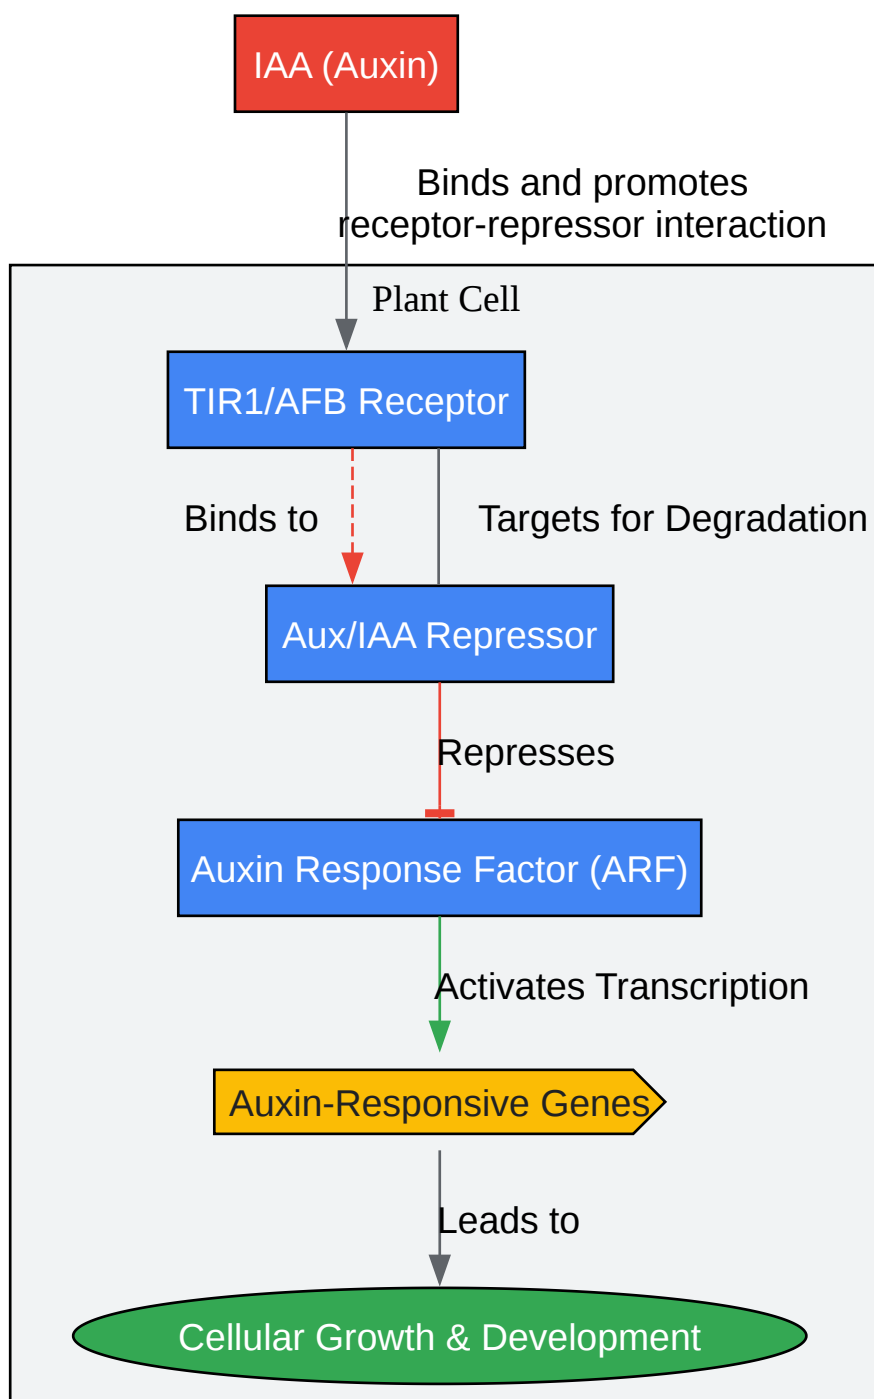 IAA (Auxin)
Binds and promotes
receptor-repressor interaction
Plant Cell
TIR1/AFB Receptor
Binds to
Targets for Degradation
Aux/IAA Repressor
Represses
Auxin Response Factor (ARF)
Activates Transcription
Auxin-Responsive Genes
Leads to
Cellular Growth & Development